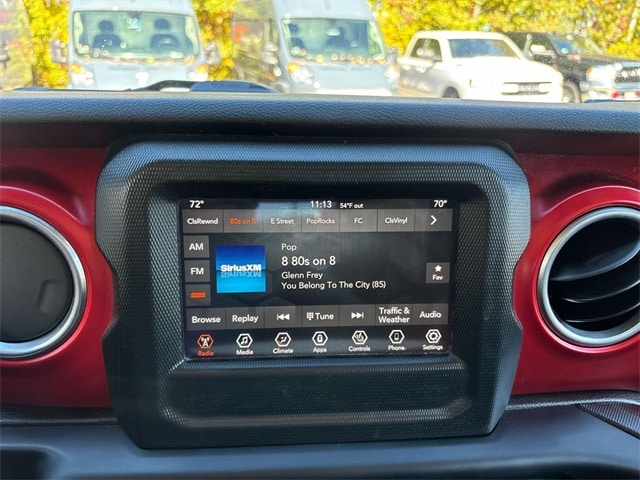 72° 11:13 54°F out 70°
ClsRewnd 80s on 8 E Street PopRocks FC ClsVinyl
AM
FM
SiriusXM
Pop
8 80s on 8
Glenn Frey
You Belong To The City (85)
Fav
Browse Replay Tune Traffic & Weather Audio
Radio Media Climate Apps Controls Phone Settings